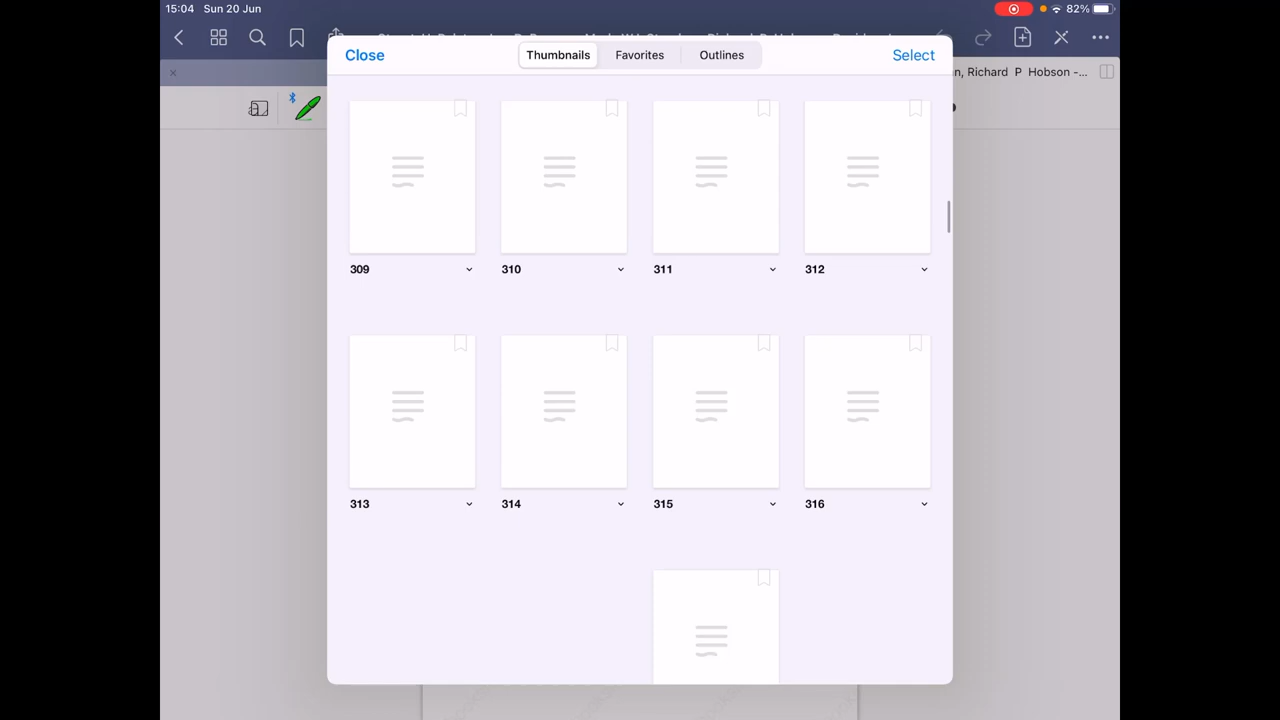 15:04 Sun 20 Jun 82%
Close Thumbnails Favorites Outlines Select
n, Richard P Hobson -...
309 310 311 312
313 314 315 316